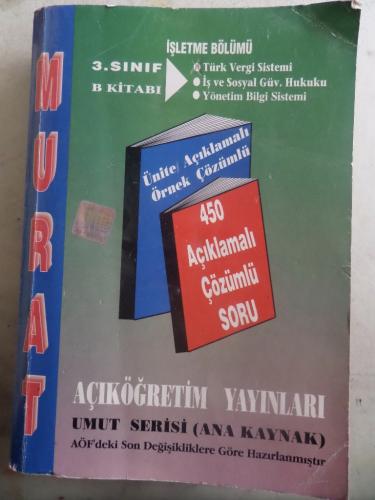 MURAT
İŞLETME BÖLÜMÜ
3.SINIF
B KİTABI
Türk Vergi Sistemi
İş ve Sosyal Güv. Hukuku
Yönetim Bilgi Sistemi
Ünite/ Açıklamalı
Örnek Çözümlü
450
Açıklamalı
Çözümlü
SORU
AÇIKÖĞRETİM YAYINLARI
UMUT SERİSİ (ANA KAYNAK)
AÖF'deki Son Değişikliklere Göre Hazırlanmıştır